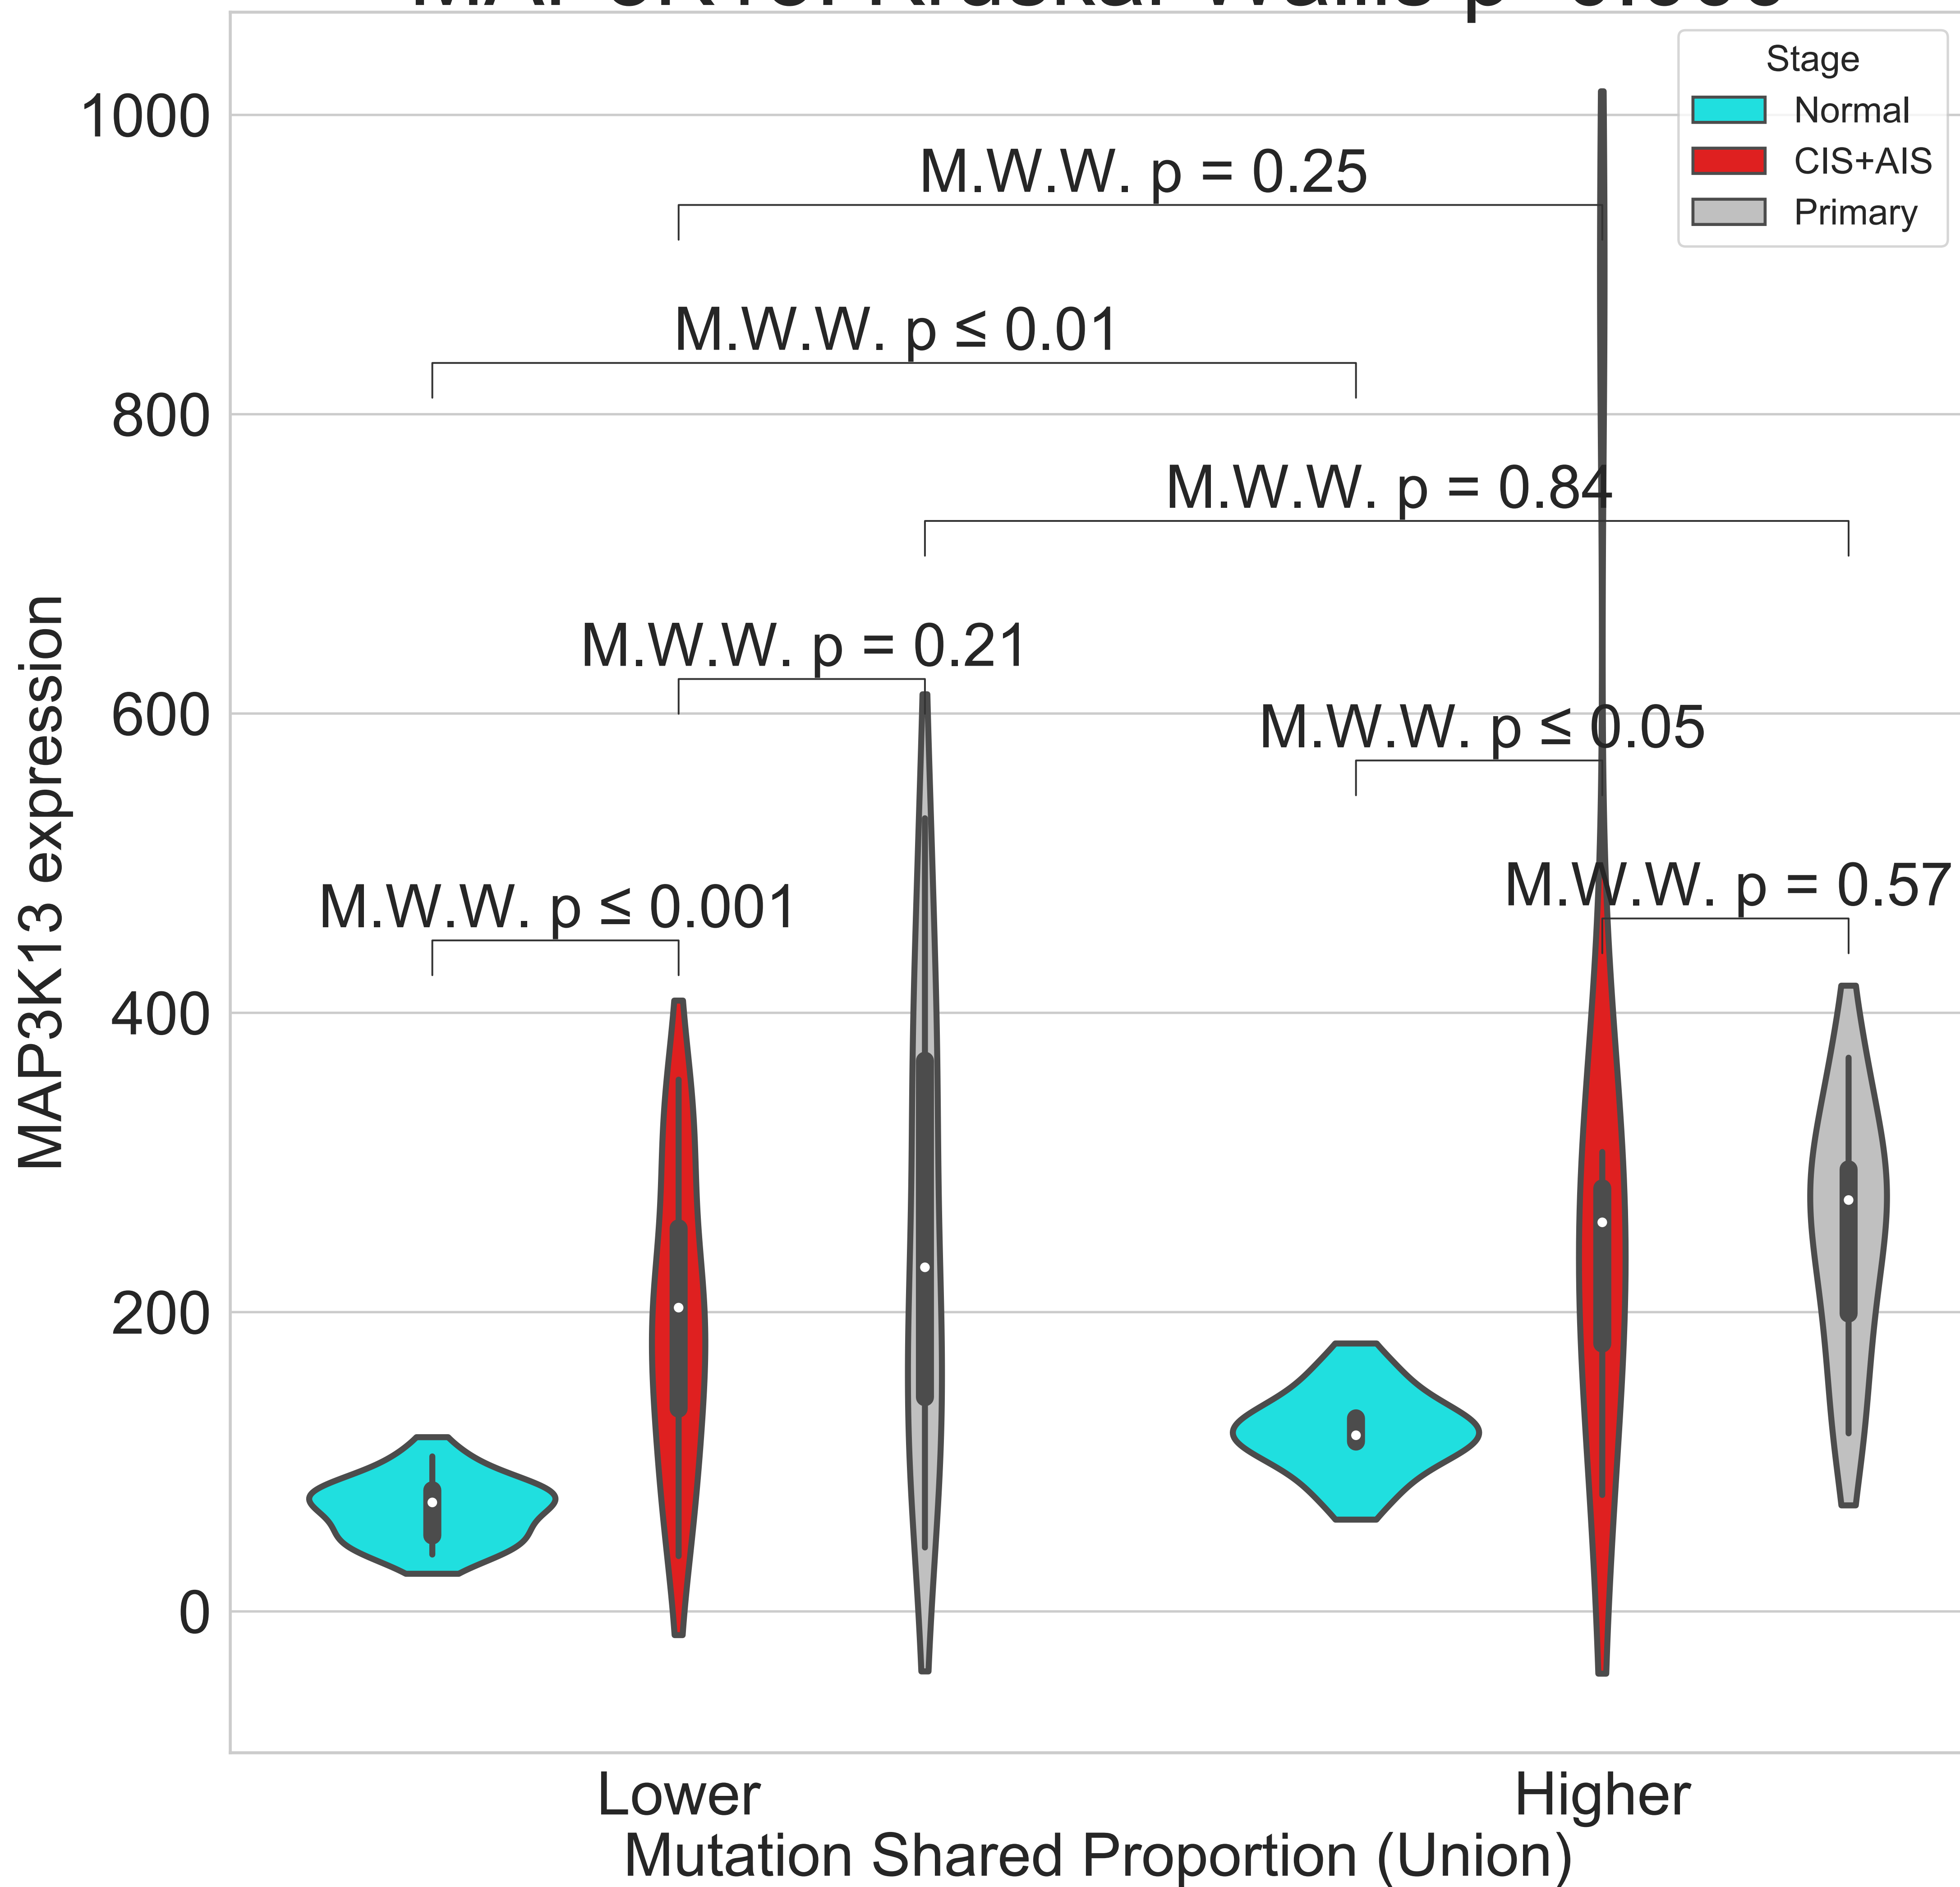 Stage
Normal
CIS+AIS
Primary
1000
800
600
400
200
0
MAP3K13 expression
M.W.W. p = 0.25
M.W.W. p ≤ 0.01
M.W.W. p = 0.84
M.W.W. p = 0.21
M.W.W. p ≤ 0.05
M.W.W. p = 0.57
M.W.W. p ≤ 0.001
Lower
Higher
Mutation Shared Proportion (Union)